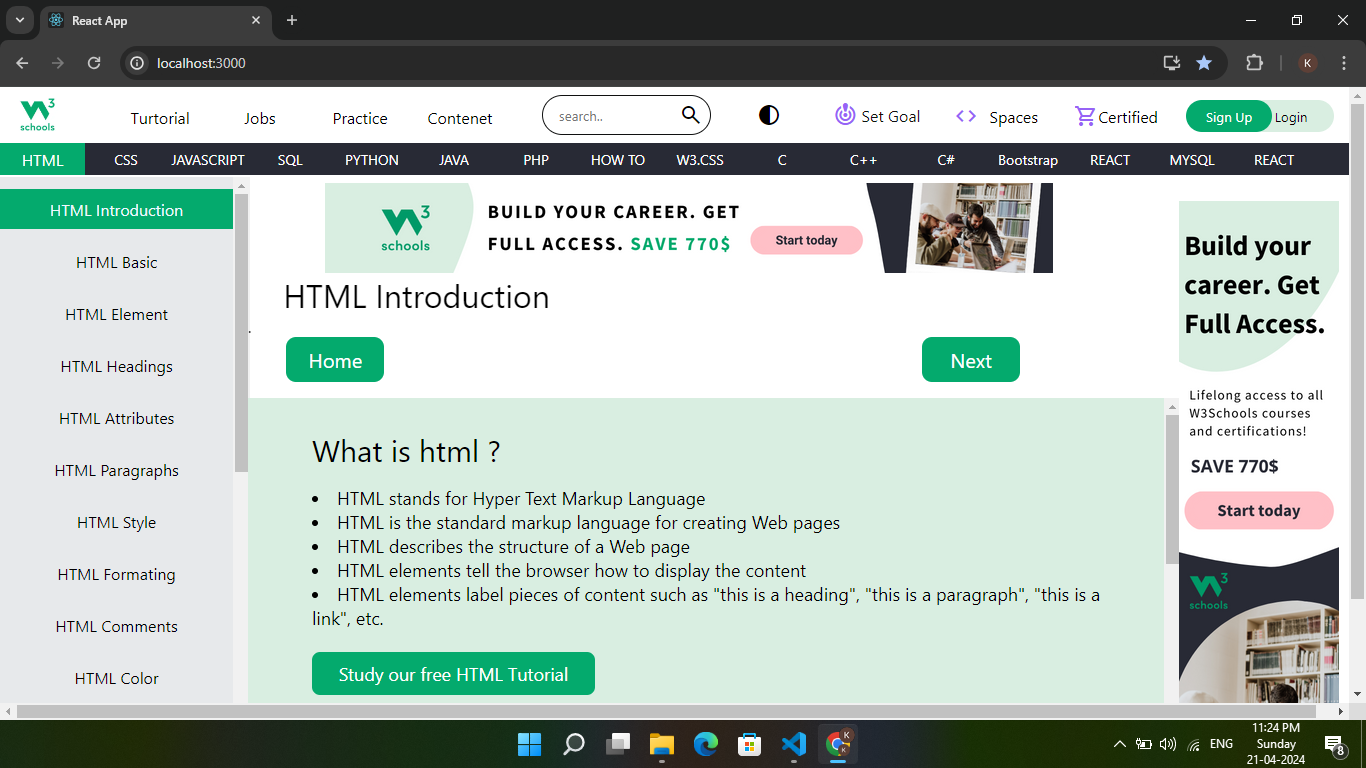 React App
localhost:3000
K
W3 schools
Turtorial Jobs Practice Contenet search.. Set Goal Spaces Certified Sign Up Login
HTML CSS JAVASCRIPT SQL PYTHON JAVA PHP HOW TO W3.CSS C C++ C# Bootstrap REACT MYSQL REACT
HTML Introduction
HTML Basic
HTML Element
HTML Headings
HTML Attributes
HTML Paragraphs
HTML Style
HTML Formating
HTML Comments
HTML Color
W3 schools
BUILD YOUR CAREER. GET
FULL ACCESS. SAVE 770$
Start today
HTML Introduction
Home Next
What is html ?
• HTML stands for Hyper Text Markup Language
• HTML is the standard markup language for creating Web pages
• HTML describes the structure of a Web page
• HTML elements tell the browser how to display the content
• HTML elements label pieces of content such as "this is a heading", "this is a paragraph", "this is a
link", etc.
Study our free HTML Tutorial
Build your
career. Get
Full Access.
Lifelong access to all
W3Schools courses
and certifications!
SAVE 770$
Start today
W3 schools
K
K
ENG
11:24 PM
Sunday
21-04-2024
8